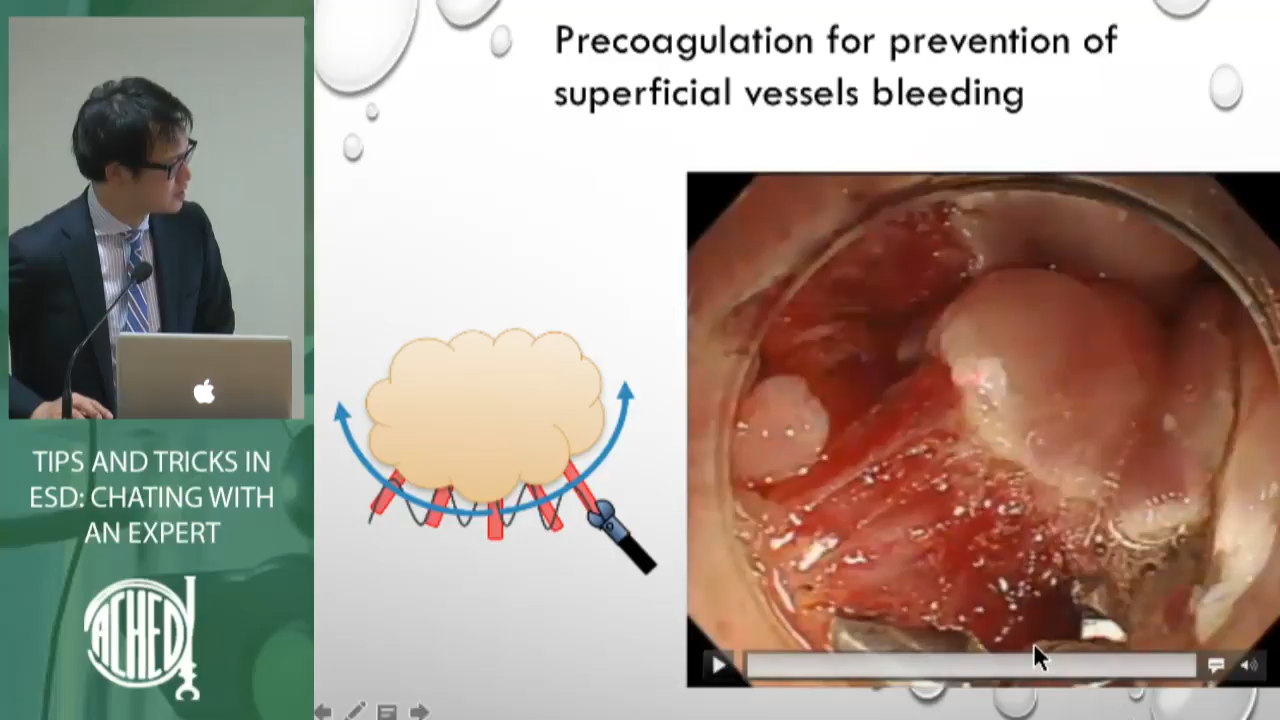 Precoagulation for prevention of
superficial vessels bleeding
TIPS AND TRICKS IN
ESD: CHATING WITH
AN EXPERT
ACHED